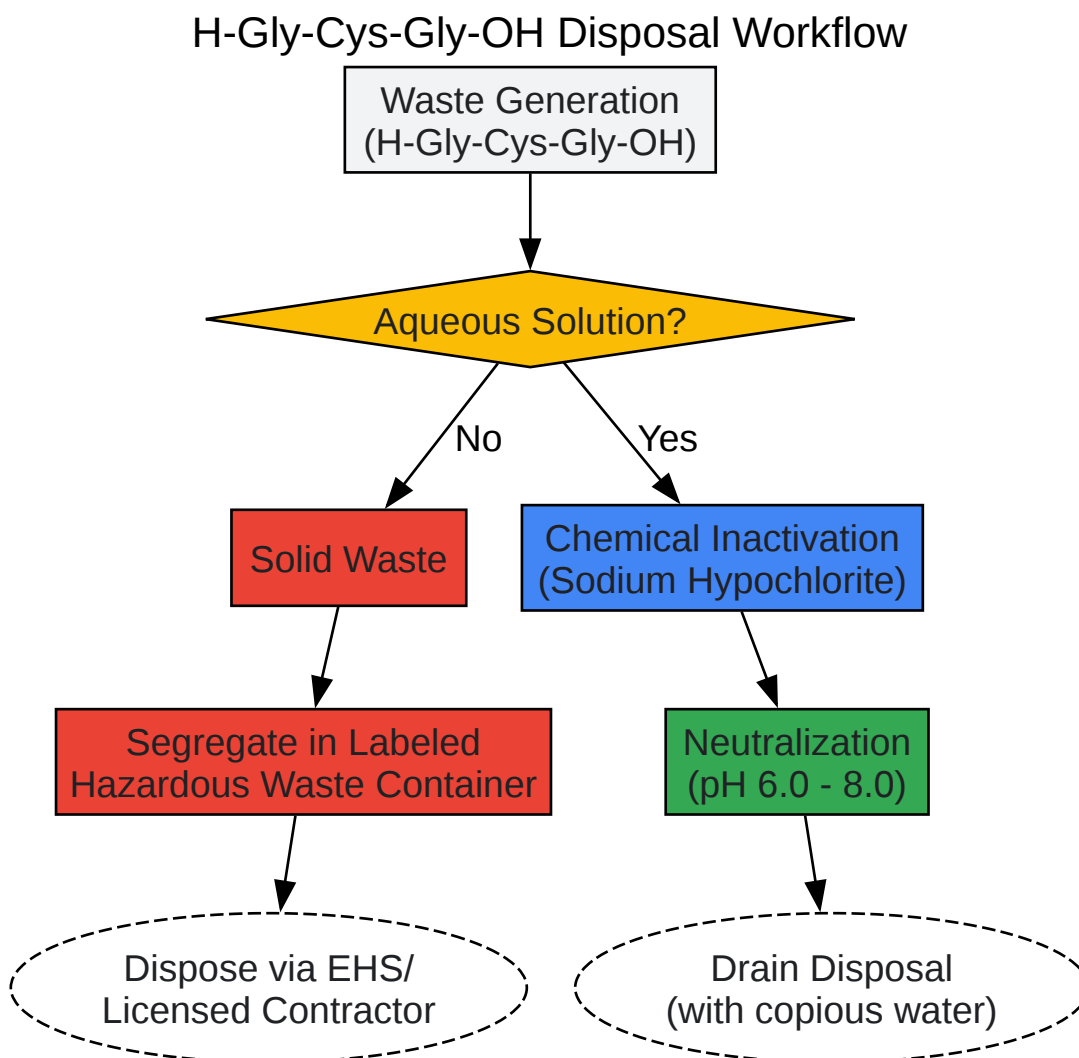 H-Gly-Cys-Gly-OH Disposal Workflow
Waste Generation
(H-Gly-Cys-Gly-OH)
Aqueous Solution?
No
Yes
Solid Waste
Chemical Inactivation
(Sodium Hypochlorite)
Segregate in Labeled
Hazardous Waste Container
Neutralization
(pH 6.0 - 8.0)
Dispose via EHS/
Licensed Contractor
Drain Disposal
(with copious water)